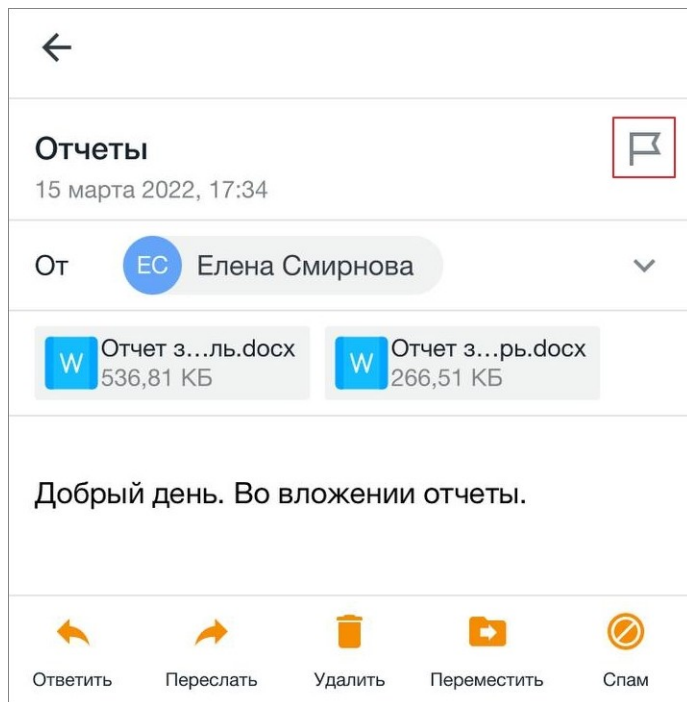 Отчеты
15 марта 2022, 17:34
От ЕС Елена Смирнова
W Отчет з...ль.docx W Отчет з...рь.docx
536,81 КБ 266,51 КБ
Добрый день. Во вложении отчеты.
Ответить Переслать Удалить Переместить Спам